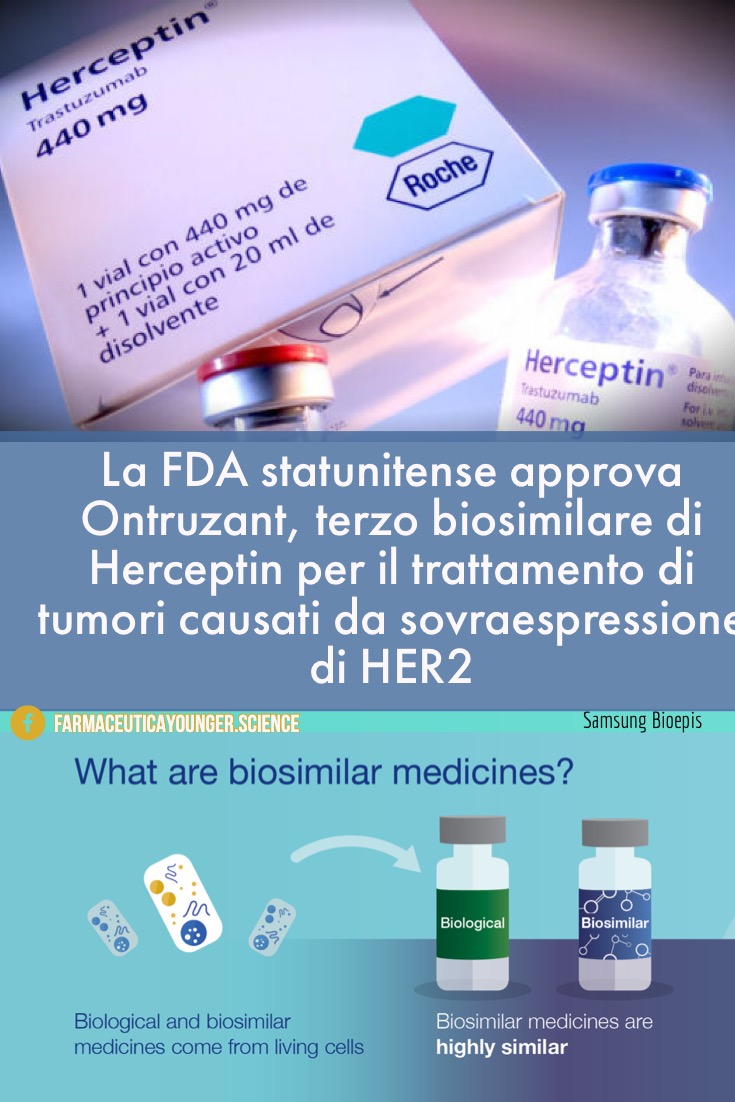 Herceptin®
Trastuzumab
440 mg
Roche
1 vial con 440 mg de
principio activo
+ 1 vial con 20 ml de
disolvente
Herceptin®
Trastuzumab
440 mg
Para
For i.v.
La FDA statunitense approva
Ontruzant, terzo biosimilare di
Herceptin per il trattamento di
tumori causati da sovraespressione
di HER2
f FARMACEUTICAYOUNGER.SCIENCE
Samsung Bioepis
What are biosimilar medicines?
Biological
Biosimilar
Biological and biosimilar
medicines come from living cells
Biosimilar medicines are
highly similar